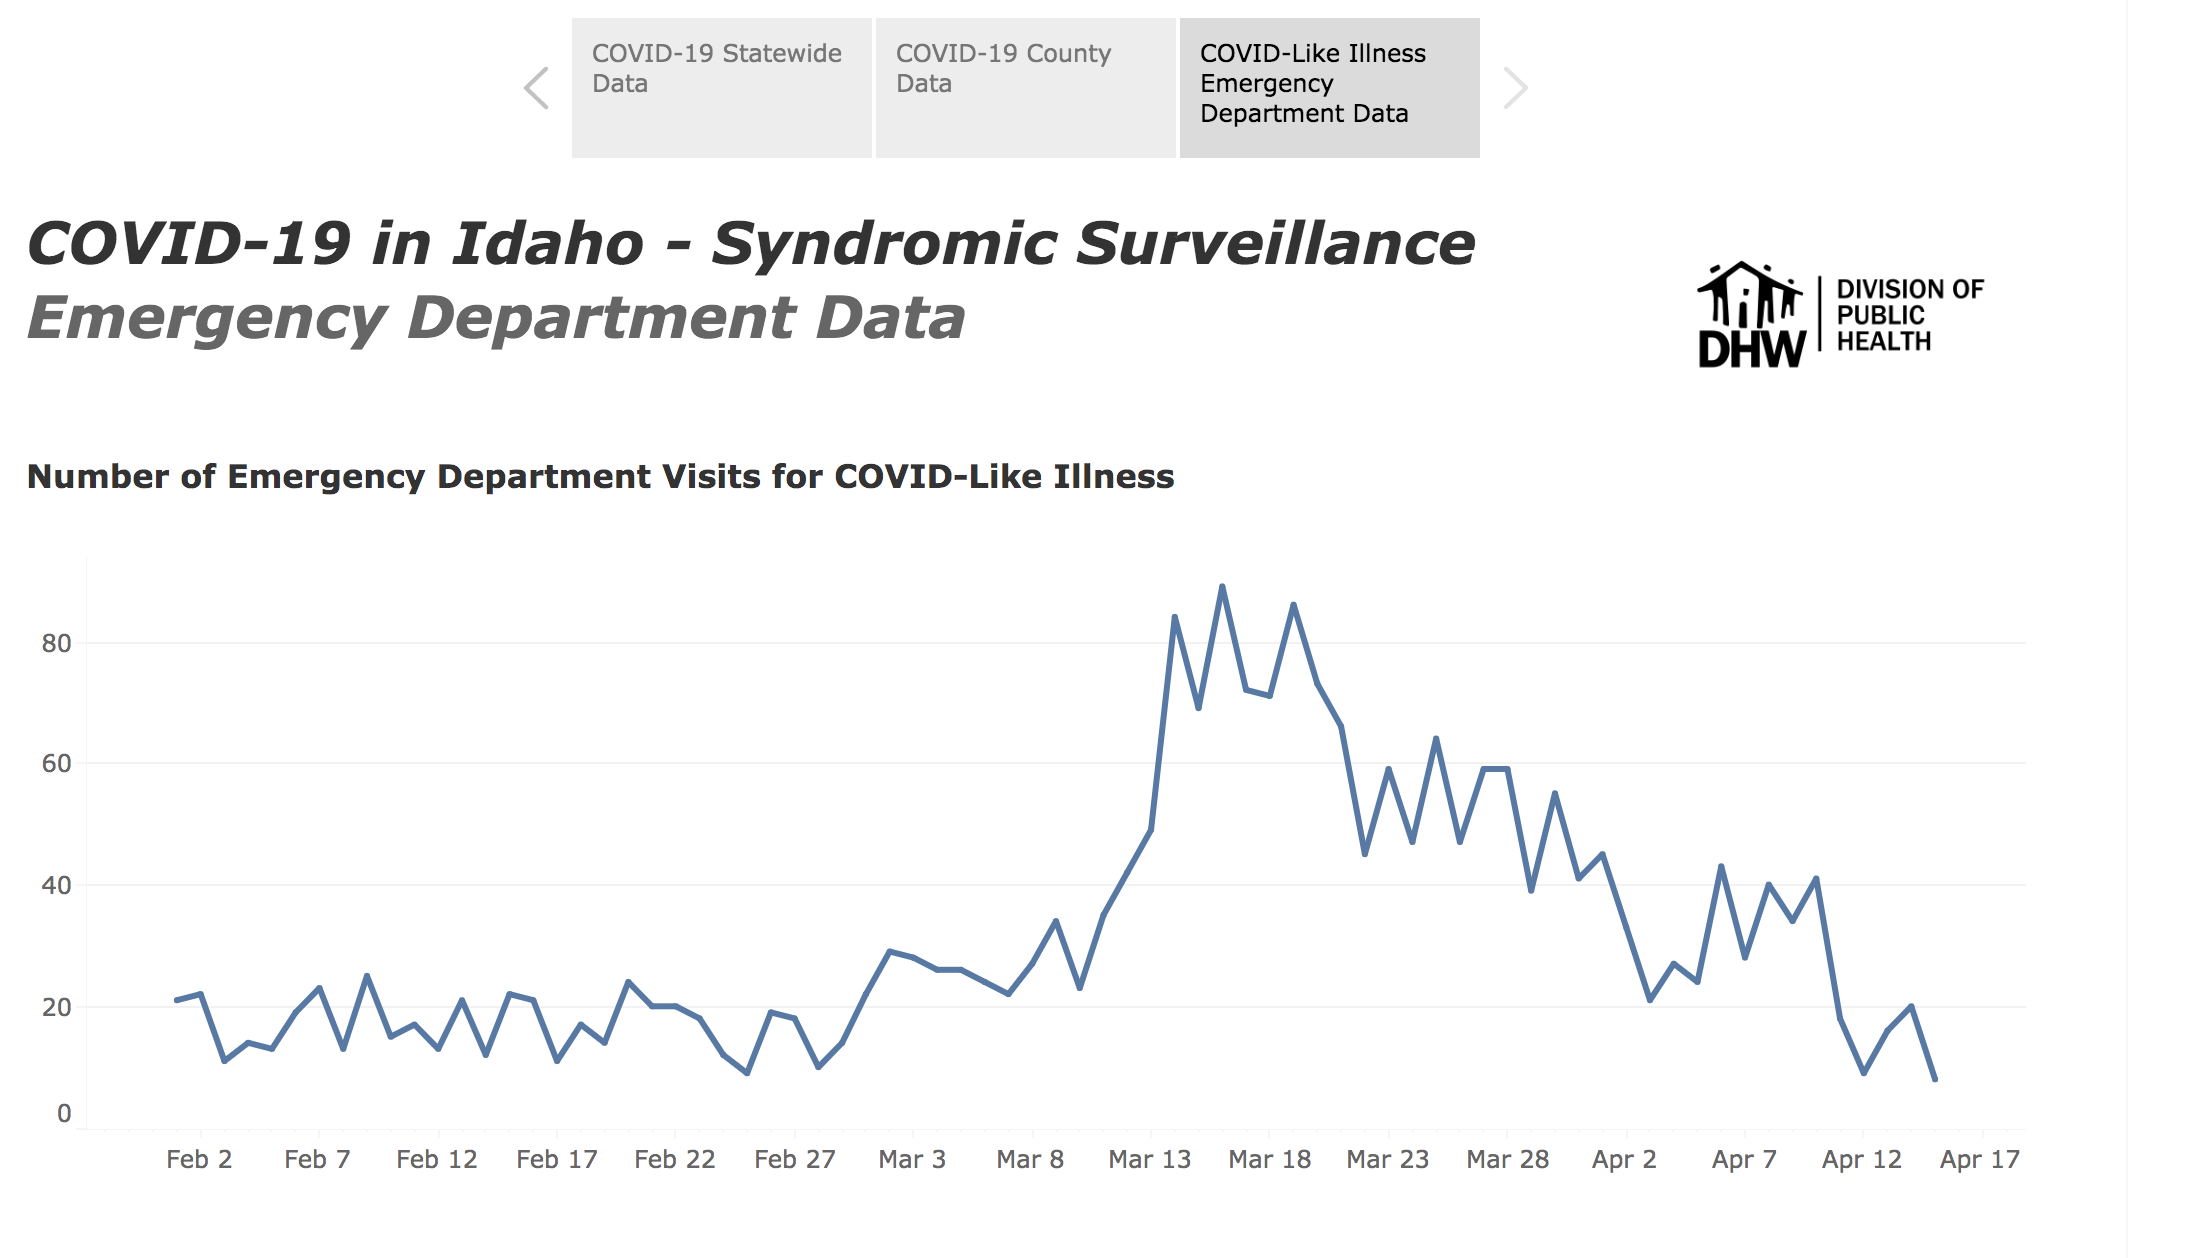 COVID-19 Statewide
Data
COVID-19 County
Data
COVID-Like Illness
Emergency
Department Data
COVID-19 in Idaho - Syndromic Surveillance
Emergency Department Data
DHW
DIVISION OF
PUBLIC
HEALTH
Number of Emergency Department Visits for COVID-Like Illness
80
60
40
20
0
Feb 2 Feb 7 Feb 12 Feb 17 Feb 22 Feb 27 Mar 3 Mar 8 Mar 13 Mar 18 Mar 23 Mar 28 Apr 2 Apr 7 Apr 12 Apr 17